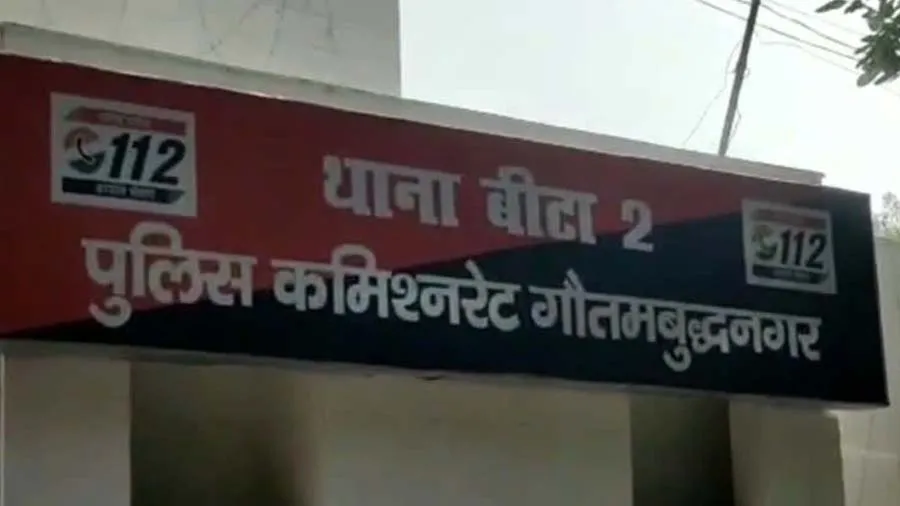 112
थाना बीटा 2
112
पुलिस कमिश्नरेट गौतमबुद्धनगर